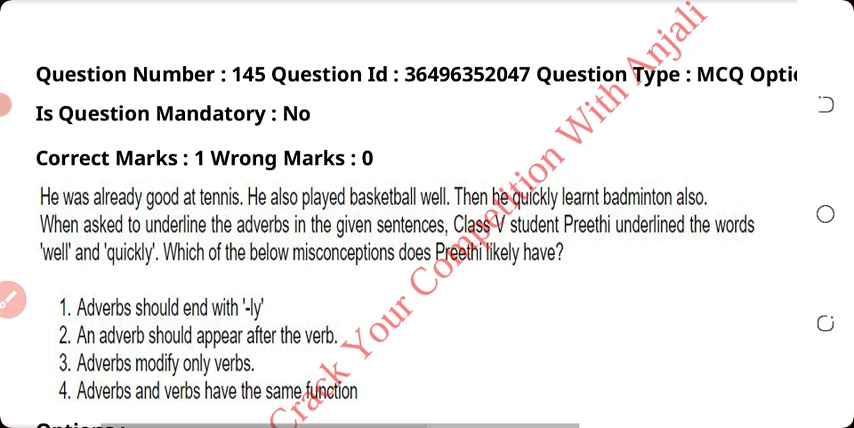 Question Number : 145 Question Id : 36496352047 Question Type : MCQ
Is Question Mandatory : No
Correct Marks : 1 Wrong Marks : 0
He was already good at tennis. He also played basketball well. Then he quickly learnt badminton also.
When asked to underline the adverbs in the given sentences, Class V student Preethi underlined the words
'well' and 'quickly'. Which of the below misconceptions does Preethi likely have?
1. Adverbs should end with '-ly'
2. An adverb should appear after the verb.
3. Adverbs modify only verbs.
4. Adverbs and verbs have the same function
Crack Your Competition With Anjali